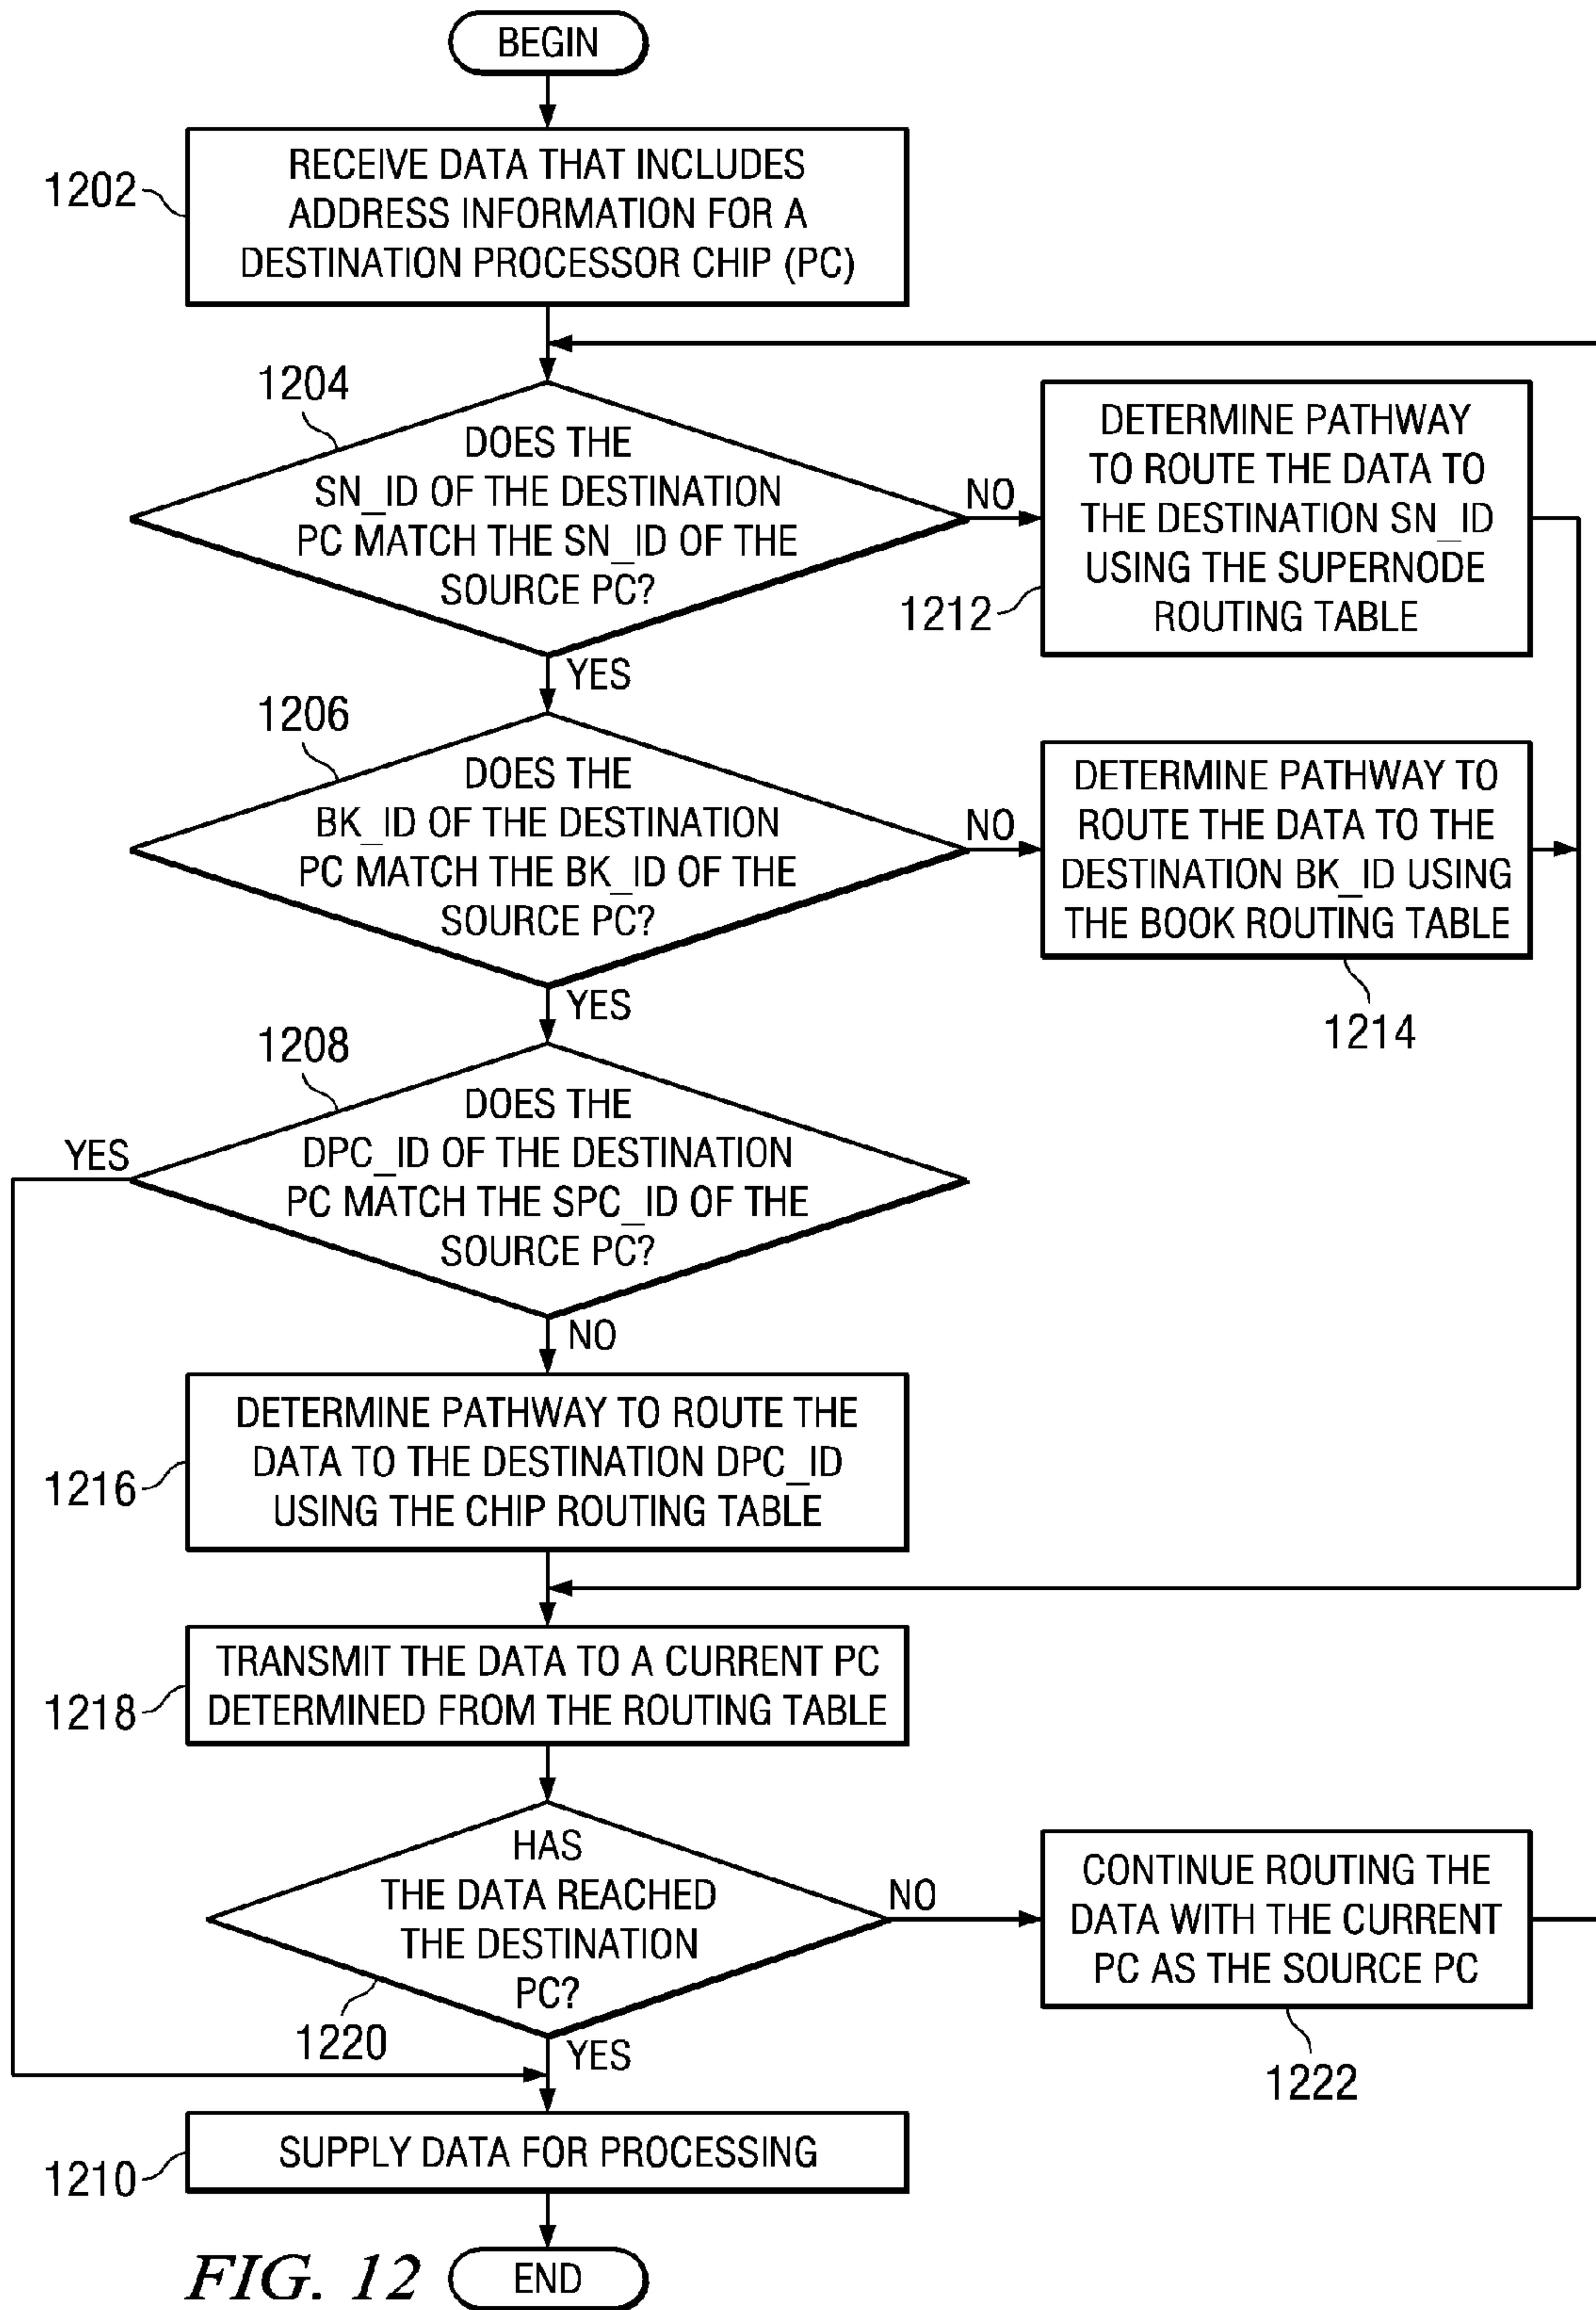 BEGIN
1202
RECEIVE DATA THAT INCLUDES
ADDRESS INFORMATION FOR A
DESTINATION PROCESSOR CHIP (PC)
1204
DOES THE
SN_ID OF THE DESTINATION
PC MATCH THE SN_ID OF THE
SOURCE PC?
NO
1212
DETERMINE PATHWAY
TO ROUTE THE DATA TO
THE DESTINATION SN_ID
USING THE SUPERNODE
ROUTING TABLE
YES
1206
DOES THE
BK_ID OF THE DESTINATION
PC MATCH THE BK_ID OF THE
SOURCE PC?
NO
DETERMINE PATHWAY TO
ROUTE THE DATA TO THE
DESTINATION BK_ID USING
THE BOOK ROUTING TABLE
1214
YES
1208
DOES THE
DPC_ID OF THE DESTINATION
PC MATCH THE SPC_ID OF THE
SOURCE PC?
YES
NO
1216
DETERMINE PATHWAY TO ROUTE THE
DATA TO THE DESTINATION DPC_ID
USING THE CHIP ROUTING TABLE
1218
TRANSMIT THE DATA TO A CURRENT PC
DETERMINED FROM THE ROUTING TABLE
HAS
THE DATA REACHED
THE DESTINATION
PC?
1220
NO
CONTINUE ROUTING THE
DATA WITH THE CURRENT
PC AS THE SOURCE PC
1222
YES
1210
SUPPLY DATA FOR PROCESSING
END
FIG. 12